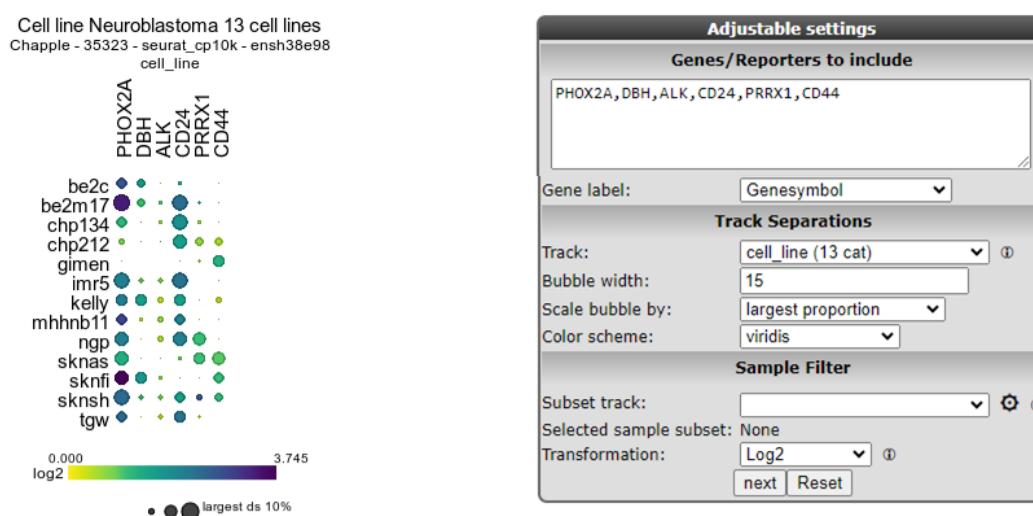 Cell line Neuroblastoma 13 cell lines
Chapple - 35323 - seurat_cp10k - ensh38e98
cell_line
PHOX2A
DBH
ALK
CD24
PRRX1
CD44
be2c
be2m17
chp134
chp212
gimen
imr5
kelly
mhhnb11
ngp
sknas
sknfi
sknsh
tgw
0.000 3.745
log2
largest ds 10%
Adjustable settings
Genes/Reporters to include
PHOX2A,DBH,ALK,CD24,PRRX1,CD44
Gene label: Genesymbol
Track Separations
Track: cell_line (13 cat)
Bubble width: 15
Scale bubble by: largest proportion
Color scheme: viridis
Sample Filter
Subset track:
Selected sample subset: None
Transformation: Log2
next Reset